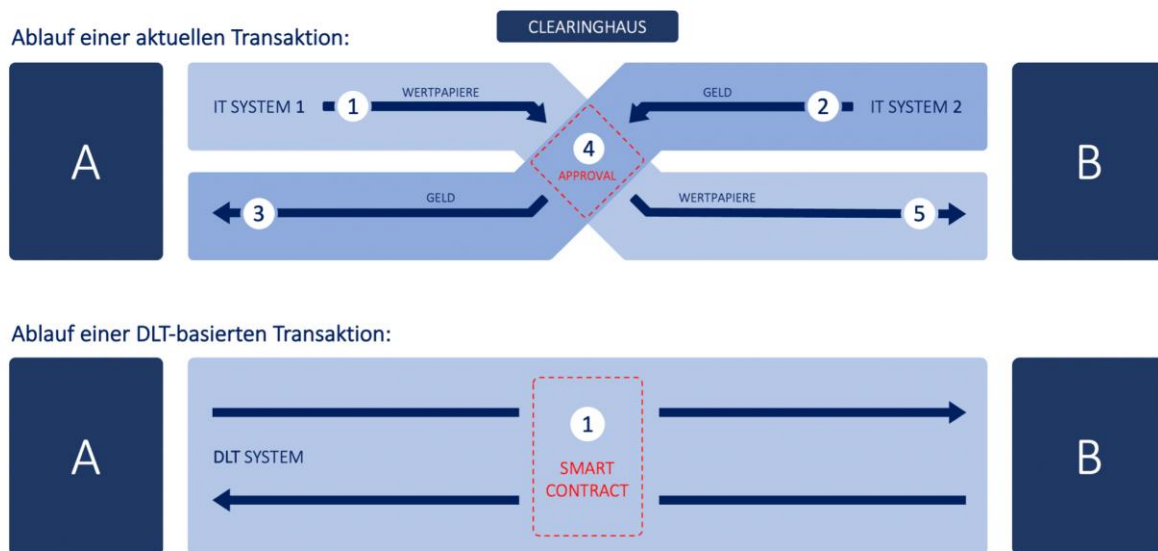 CLEARINGHAUS
Ablauf einer aktuellen Transaktion:
A
IT SYSTEM 1
1
WERTPAPIERE
GELD
2
IT SYSTEM 2
B
4
APPROVAL
3
GELD
WERTPAPIERE
5
Ablauf einer DLT-basierten Transaktion:
A
DLT SYSTEM
1
SMART
CONTRACT
B